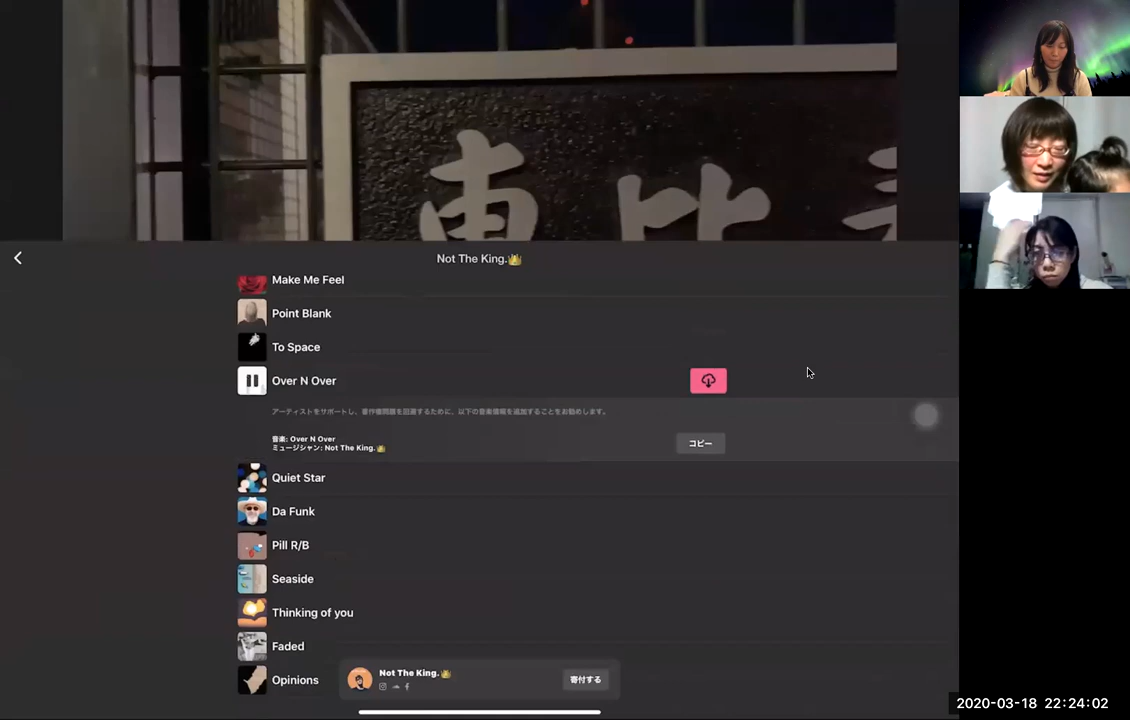 恵比
Not The King.👑
Make Me Feel
Point Blank
To Space
Over N Over
アーティストをサポートし、著作権問題を回避するために、以下の音楽情報を追加することをお勧めします。
音楽: Over N Over
ミュージシャン: Not The King.👑
コピー
Quiet Star
Da Funk
Pill R/B
Seaside
Thinking of you
Faded
Opinions
Not The King.👑
寄付する
2020-03-18 22:24:02